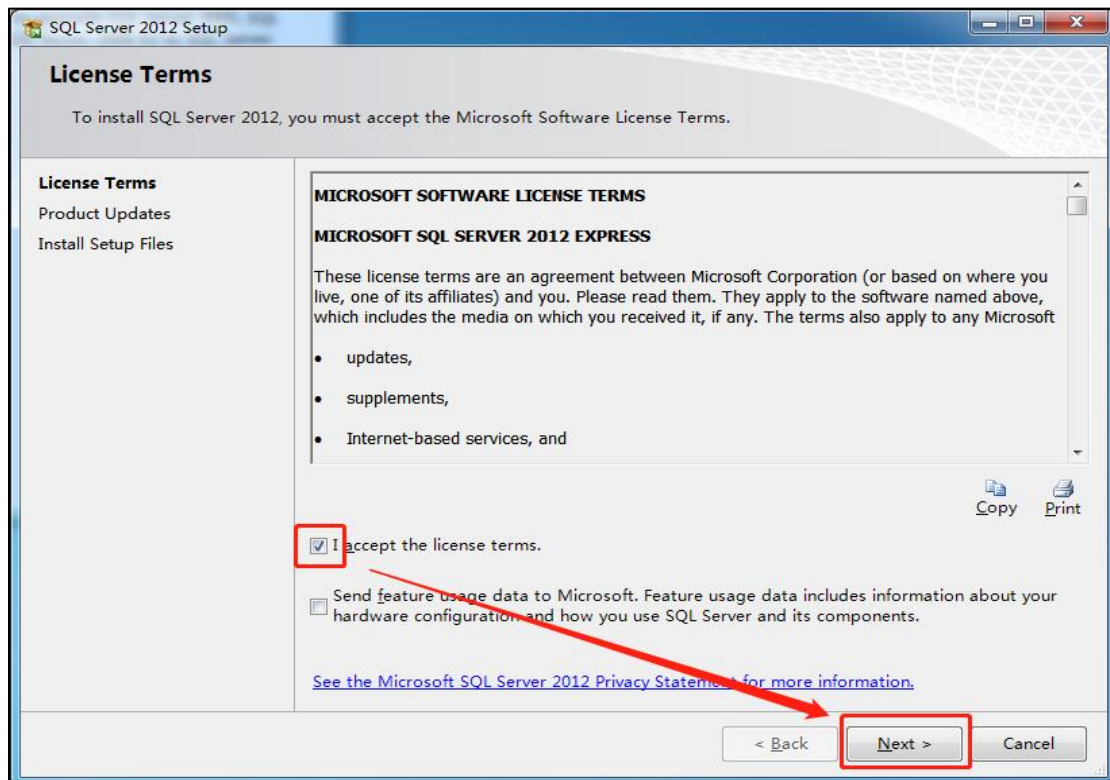 SQL Server 2012 Setup
License Terms
To install SQL Server 2012, you must accept the Microsoft Software License Terms.
License Terms
Product Updates
Install Setup Files
MICROSOFT SOFTWARE LICENSE TERMS
MICROSOFT SQL SERVER 2012 EXPRESS
These license terms are an agreement between Microsoft Corporation (or based on where you
live, one of its affiliates) and you. Please read them. They apply to the software named above,
which includes the media on which you received it, if any. The terms also apply to any Microsoft
• updates,
• supplements,
• Internet-based services, and
Copy Print
I accept the license terms.
Send feature usage data to Microsoft. Feature usage data includes information about your
hardware configuration and how you use SQL Server and its components.
See the Microsoft SQL Server 2012 Privacy Statement for more information.
< Back Next > Cancel